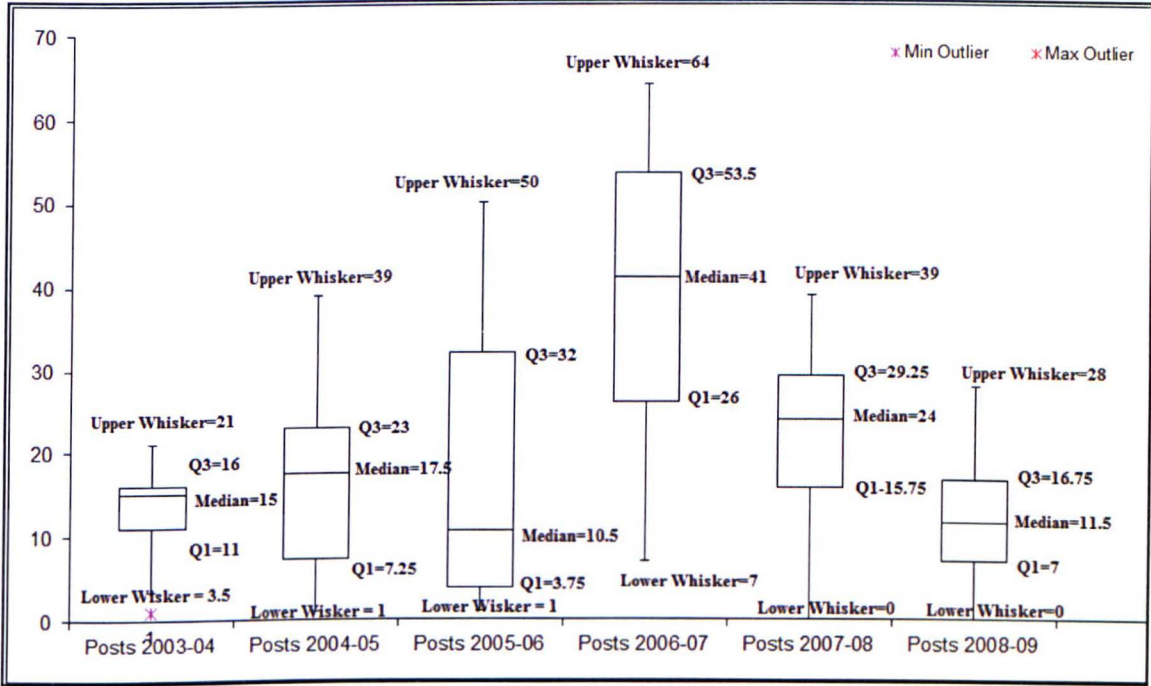 70
60
50
40
30
20
10
0
Min Outlier
Max Outlier
Upper Whisker=21
Q3=16
Median=15
Q1=11
Lower Wisker = 3.5
1
Upper Whisker=39
Q3=23
Median=17.5
Q1=7.25
Lower Wisker = 1
Upper Whisker=50
Q3=32
Median=10.5
Q1=3.75
Lower Wisker = 1
Upper Whisker=64
Q3=53.5
Median=41
Q1=26
Lower Whisker=7
Upper Whisker=39
Q3=29.25
Median=24
Q1-15.75
Lower Whisker=0
Upper Whisker=28
Q3=16.75
Median=11.5
Q1=7
Lower Whisker=0
Posts 2003-04
Posts 2004-05
Posts 2005-06
Posts 2006-07
Posts 2007-08
Posts 2008-09